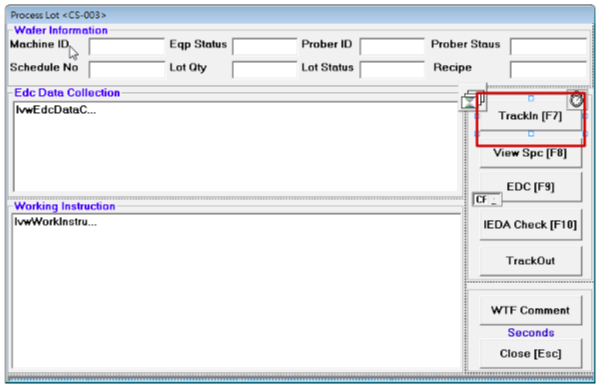 Process Lot <CS-003>
Wafer Information
Machine ID Eqp Status Prober ID Prober Staus
Schedule No Lot Qty Lot Status Recipe
Edc Data Collection
lvwEdcDataC...
TrackIn [F7]
View Spc [F8]
EDC [F9]
CF _
Working Instruction
lvwWorkInstru...
IEDA Check [F10]
TrackOut
WTF Comment
Seconds
Close [Esc]